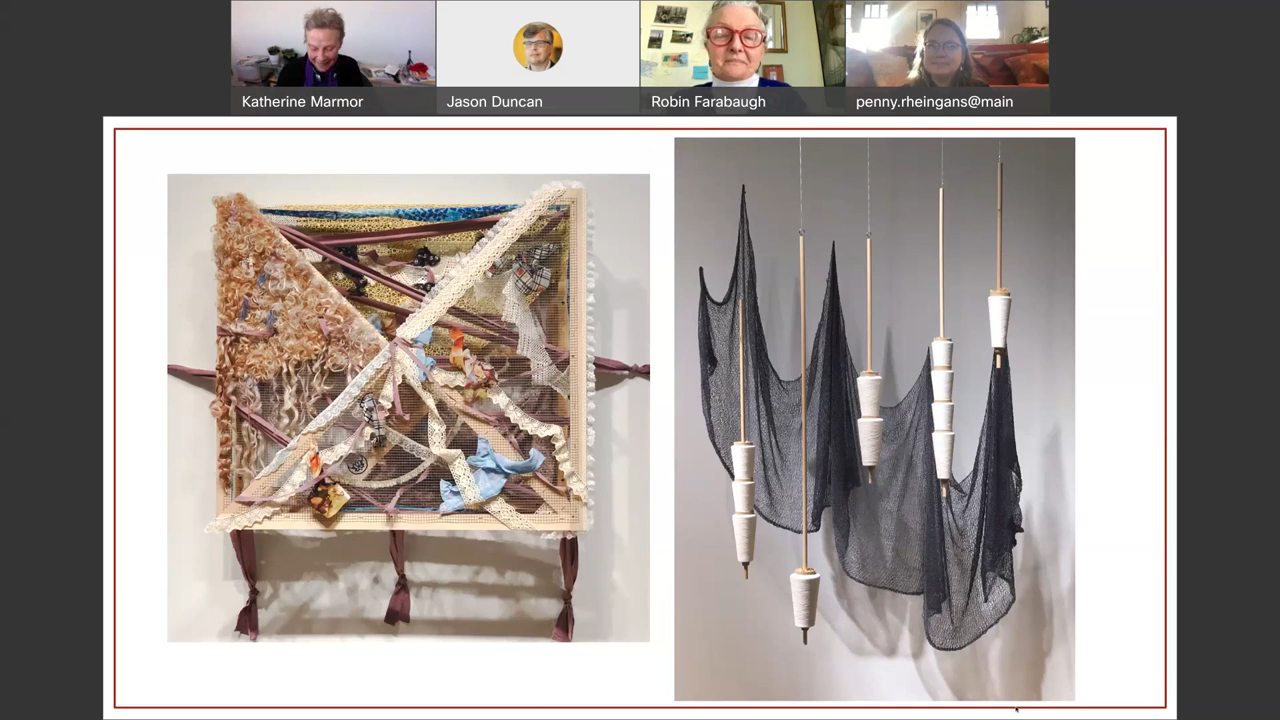 Katherine Marmor
Jason Duncan
Robin Farabaugh
penny.rheingans@main